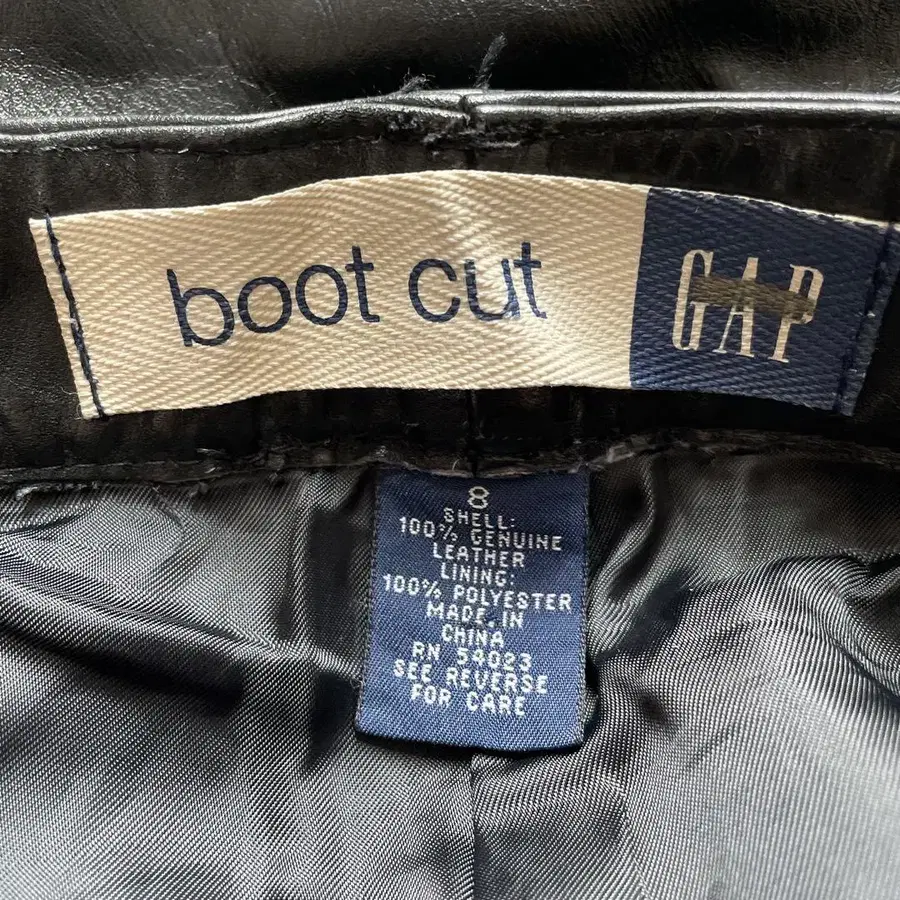 boot cut GAP
8
SHELL:
100% GENUINE
LEATHER
LINING:
100% POLYESTER
MADE IN
CHINA
RN 54023
SEE REVERSE
FOR CARE